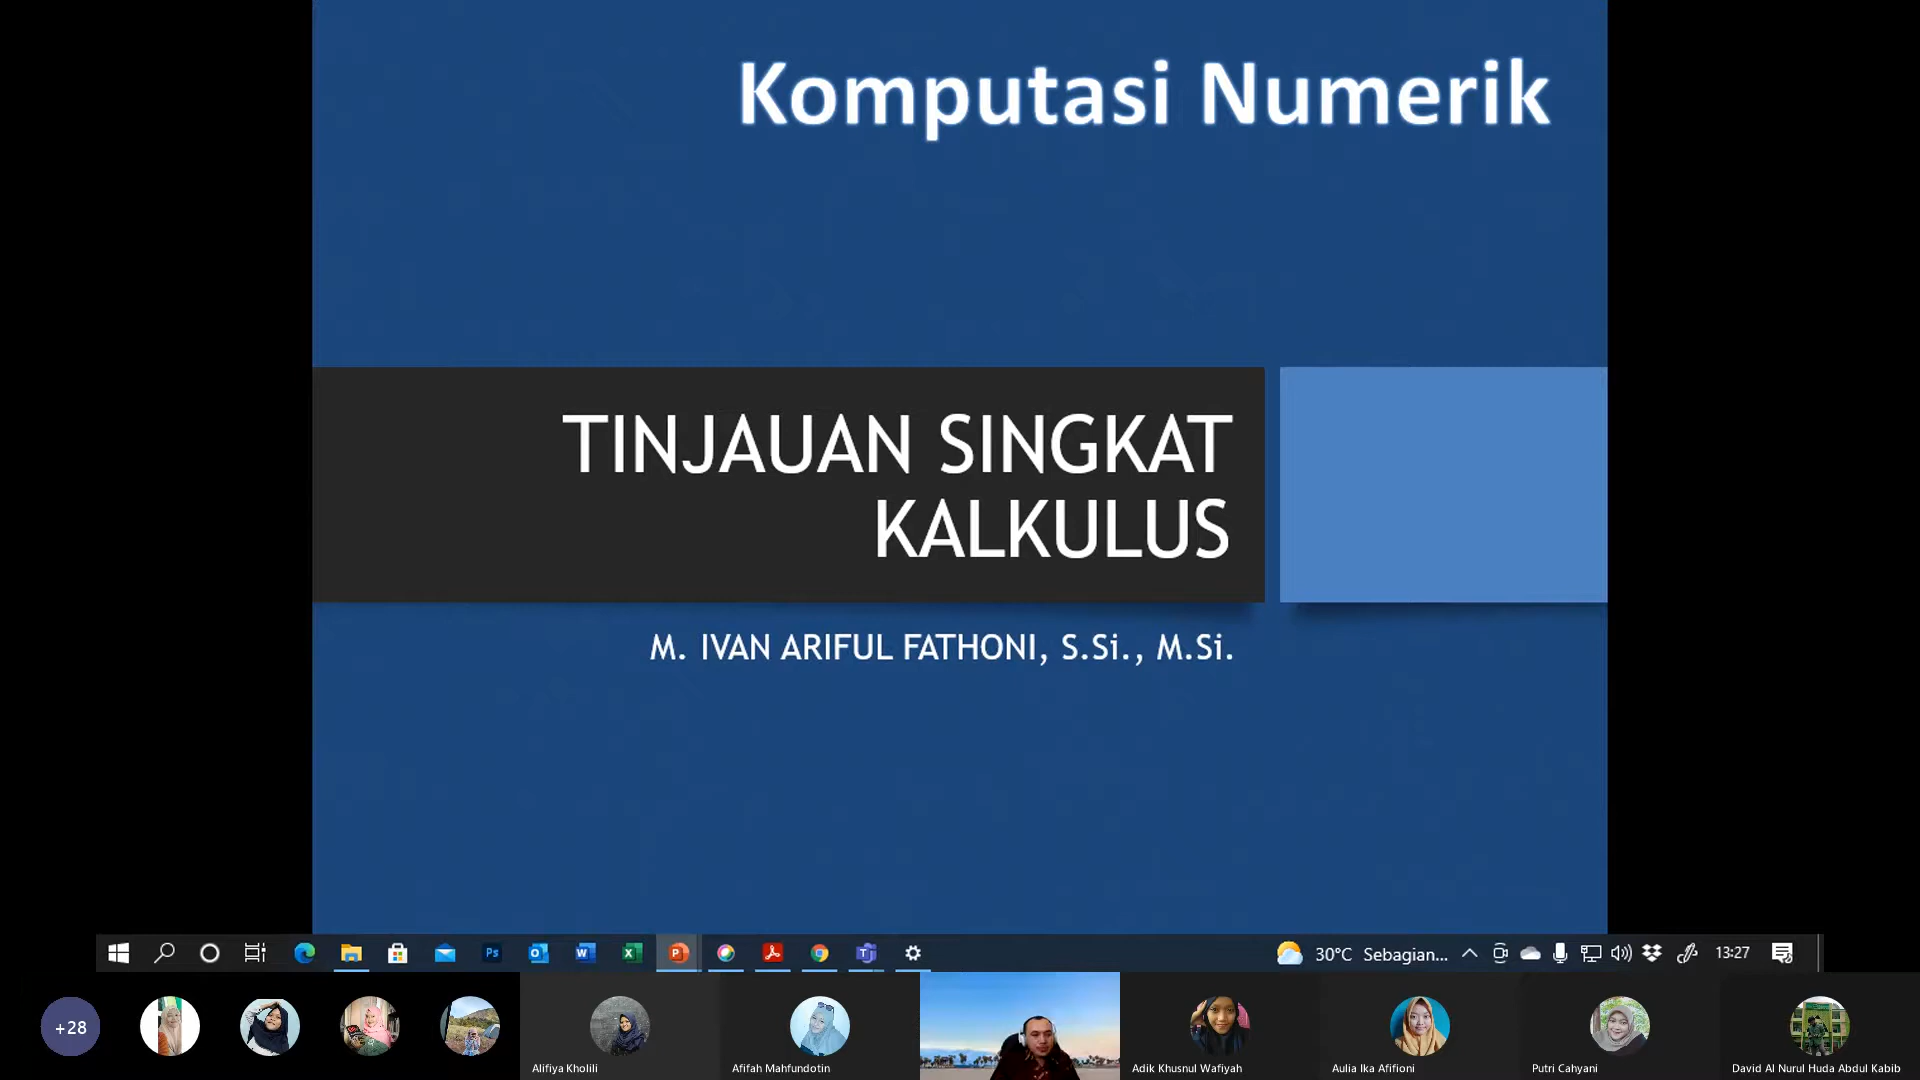 Komputasi Numerik
TINJAUAN SINGKAT
KALKULUS
M. IVAN ARIFUL FATHONI, S.Si., M.Si.
30°C Sebagian...
13:27
+28
Alifiya Kholili
Afifah Mahfundotin
Adik Khusnul Wafiyah
Aulia Ika Afifioni
Putri Cahyani
David Al Nurul Huda Abdul Kabib